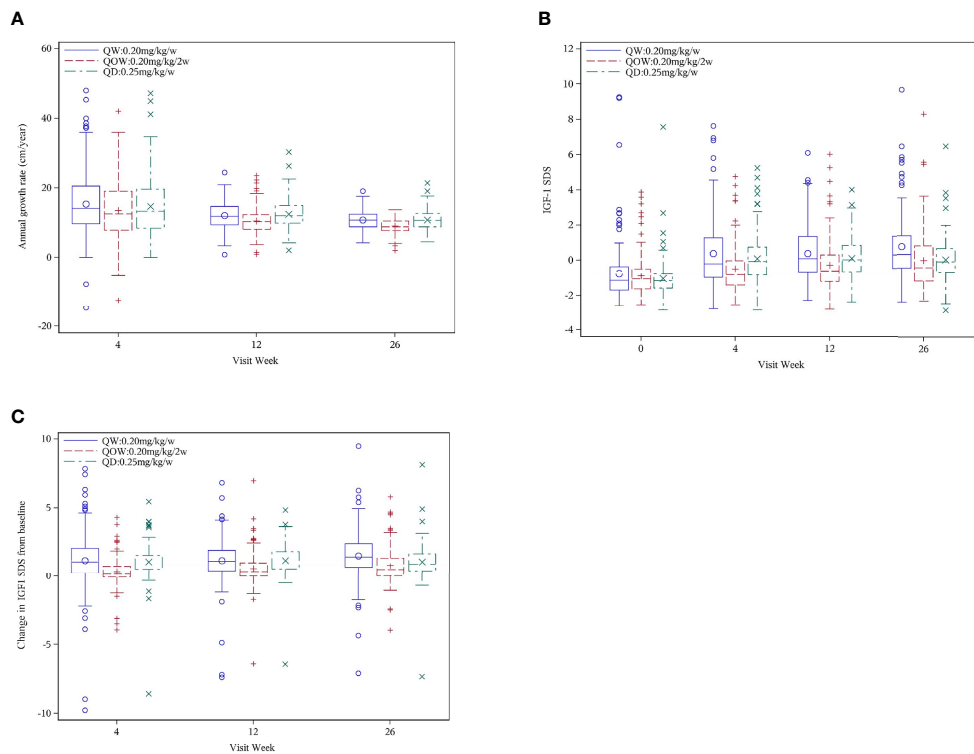 A
60
40
20
0
-20
Annual growth rate (cm/year)
QW:0.20mg/kg/w
QOW:0.20mg/kg/2w
QD:0.25mg/kg/w
4
12
26
Visit Week
B
12
10
8
6
4
2
0
-2
-4
IGF-1 SDS
QW:0.20mg/kg/w
QOW:0.20mg/kg/2w
QD:0.25mg/kg/w
0
4
12
26
Visit Week
C
10
5
0
-5
-10
Change in IGF1 SDS from baseline
QW:0.20mg/kg/w
QOW:0.20mg/kg/2w
QD:0.25mg/kg/w
4
12
26
Visit Week